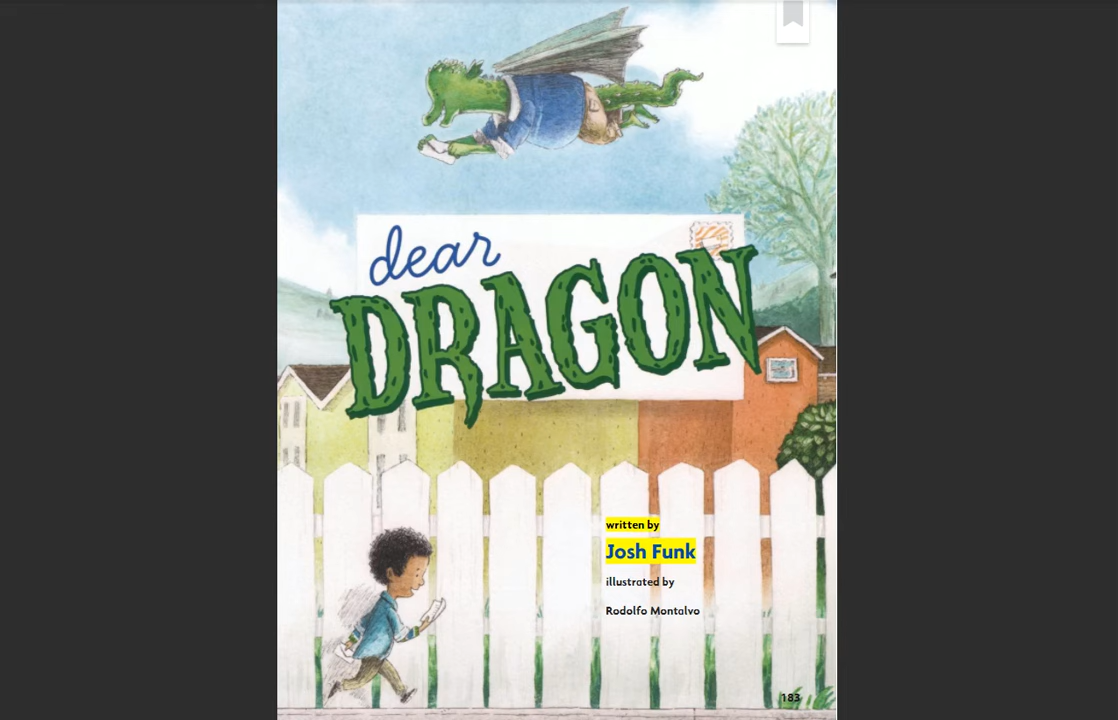 dear
DRAGON
written by
Josh Funk
illustrated by
Rodolfo Montalvo
183